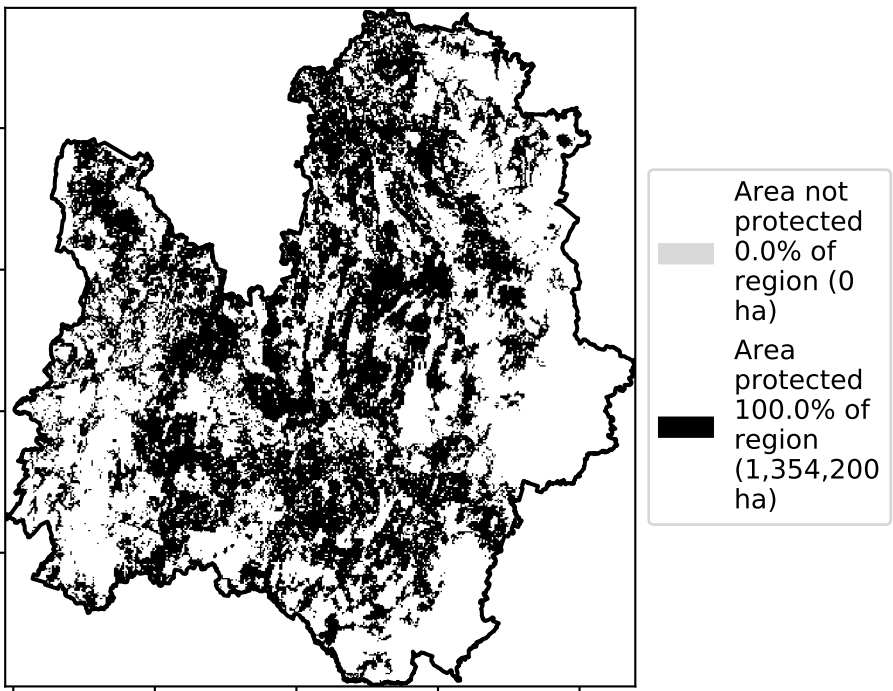 Area not
protected
0.0% of
region (0
ha)
Area
protected
100.0% of
region
(1,354,200
ha)